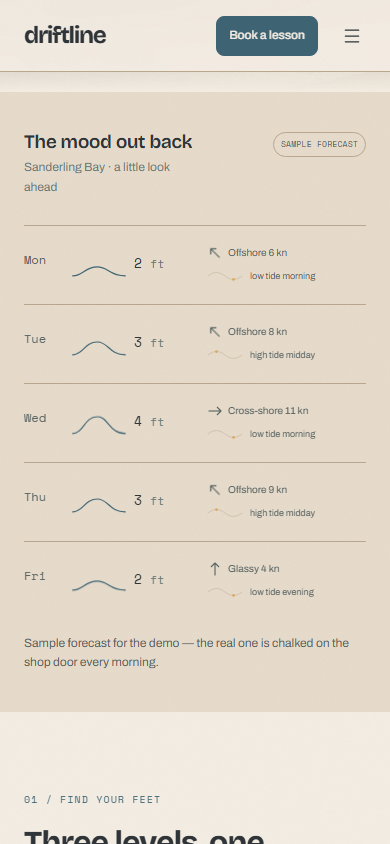 driftline
Book a lesson
The mood out back
SAMPLE FORECAST
Sanderling Bay · a little look
ahead
Mon
2 ft
Offshore 6 kn
low tide morning
Tue
3 ft
Offshore 8 kn
high tide midday
Wed
4 ft
Cross-shore 11 kn
low tide morning
Thu
3 ft
Offshore 9 kn
high tide midday
Fri
2 ft
Glassy 4 kn
low tide evening
Sample forecast for the demo — the real one is chalked on the
shop door every morning.
01 / FIND YOUR FEET
Three levels, one